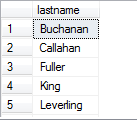 lastname
1 Buchanan
2 Callahan
3 Fuller
4 King
5 Leverling